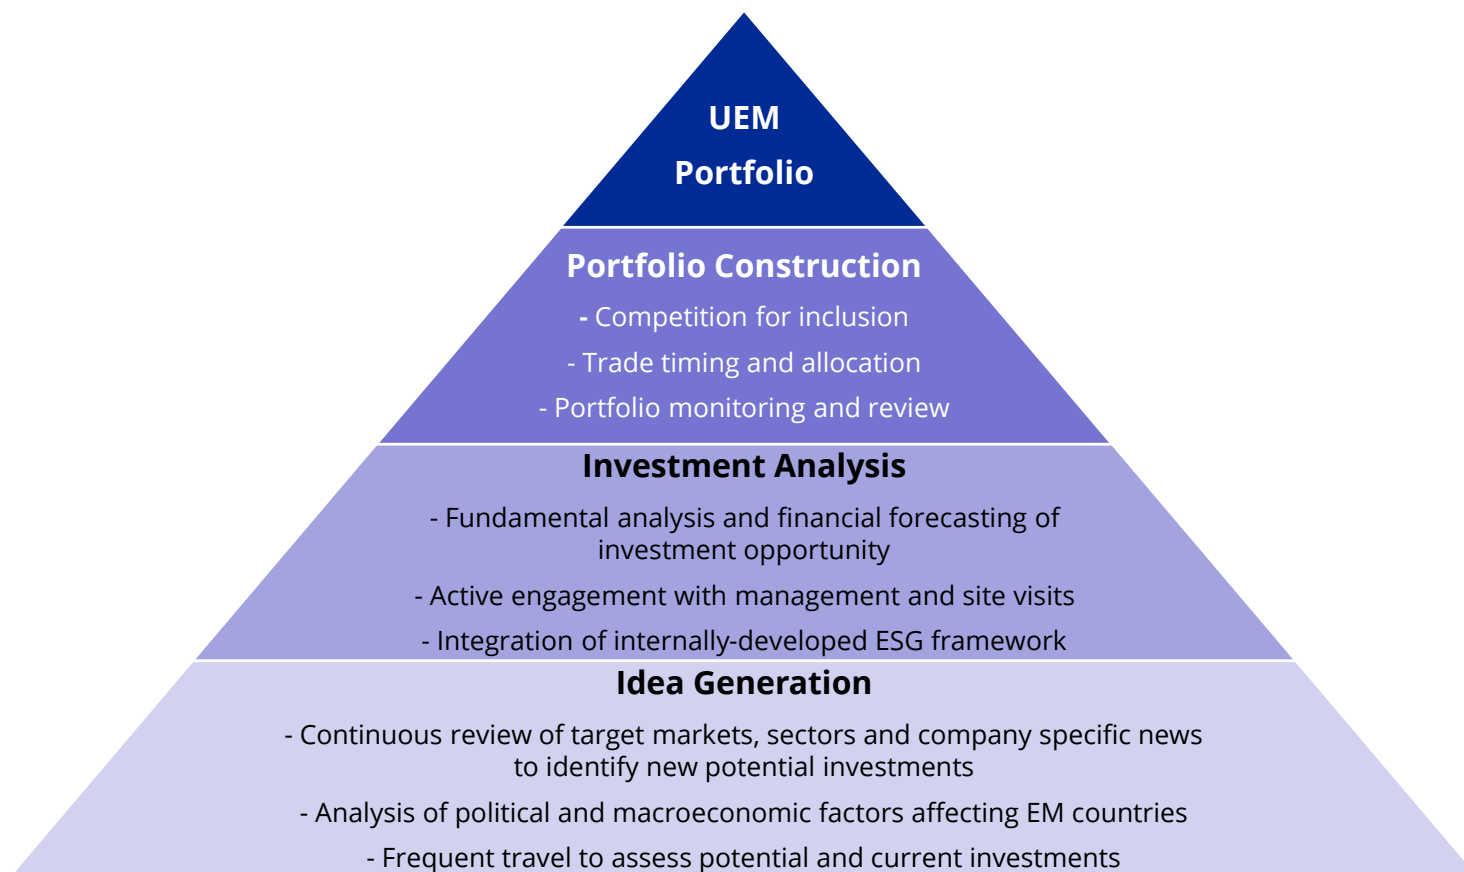 UEM
Portfolio
Portfolio Construction
- Competition for inclusion
- Trade timing and allocation
- Portfolio monitoring and review
Investment Analysis
- Fundamental analysis and financial forecasting of
investment opportunity
- Active engagement with management and site visits
- Integration of internally-developed ESG framework
Idea Generation
- Continuous review of target markets, sectors and company specific news
to identify new potential investments
- Analysis of political and macroeconomic factors affecting EM countries
- Frequent travel to assess potential and current investments